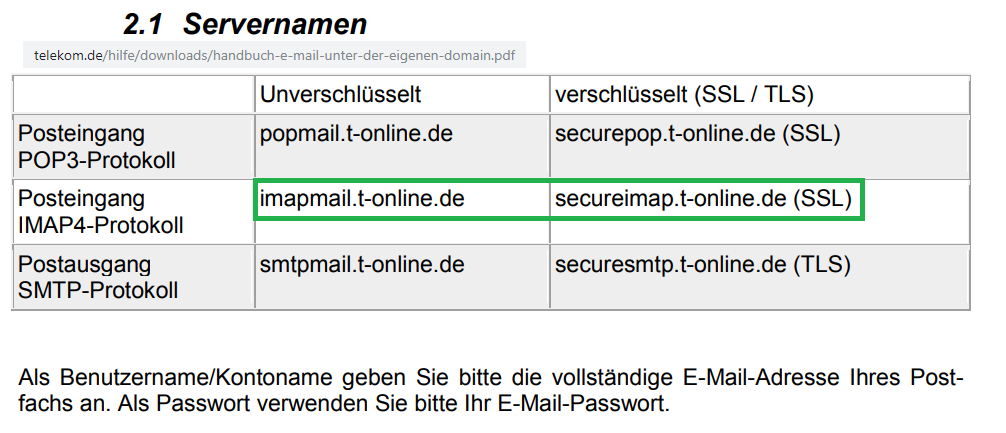 2.1 Servernamen
telekom.de/hilfe/downloads/handbuch-e-mail-unter-der-eigenen-domain.pdf
Unverschlüsselt verschlüsselt (SSL / TLS)
Posteingang popmail.t-online.de securepop.t-online.de (SSL)
POP3-Protokoll
Posteingang imapmail.t-online.de secureimap.t-online.de (SSL)
IMAP4-Protokoll
Postausgang smtpmail.t-online.de securesmtp.t-online.de (TLS)
SMTP-Protokoll
Als Benutzername/Kontoname geben Sie bitte die vollständige E-Mail-Adresse Ihres Post-
fachs an. Als Passwort verwenden Sie bitte Ihr E-Mail-Passwort.